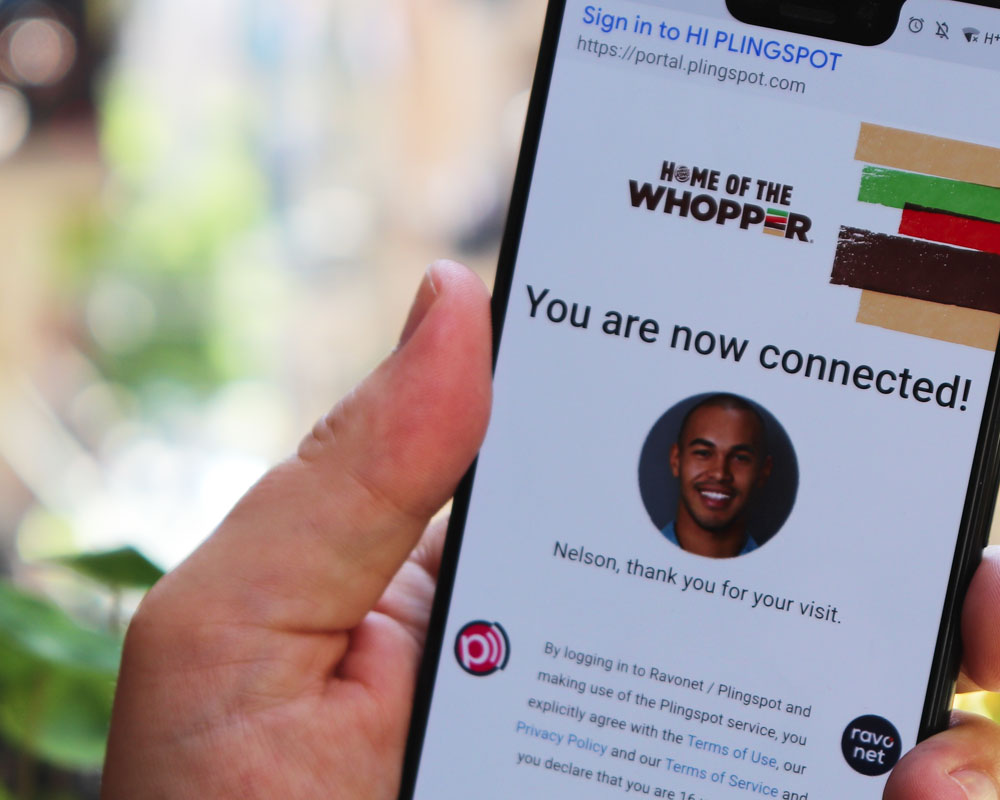 Sign in to HI PLINGSPOT
https://portal.plingspot.com
H+
HOME OF THE
WHOPPER
You are now connected!
Nelson, thank you for your visit.
p
By logging in to Ravonet / Plingspot and
making use of the Plingspot service, you
explicitly agree with the Terms of Use, our
Privacy Policy and our Terms of Service and
you declare that you are 16
ravo
net